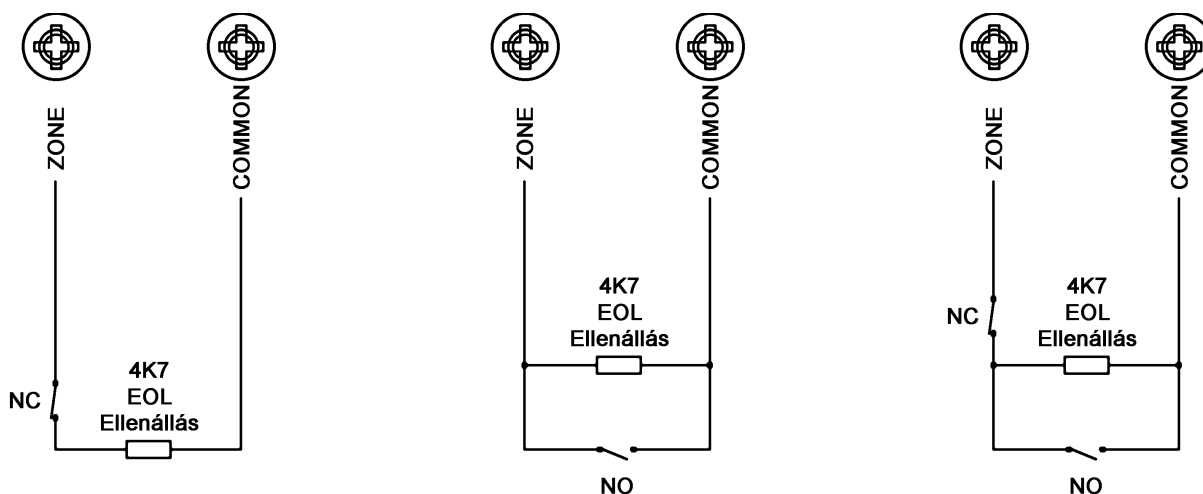 ZONE
COMMON
NC
4K7
EOL
Ellenállás
ZONE
COMMON
4K7
EOL
Ellenállás
NO
ZONE
COMMON
NC
4K7
EOL
Ellenállás
NO